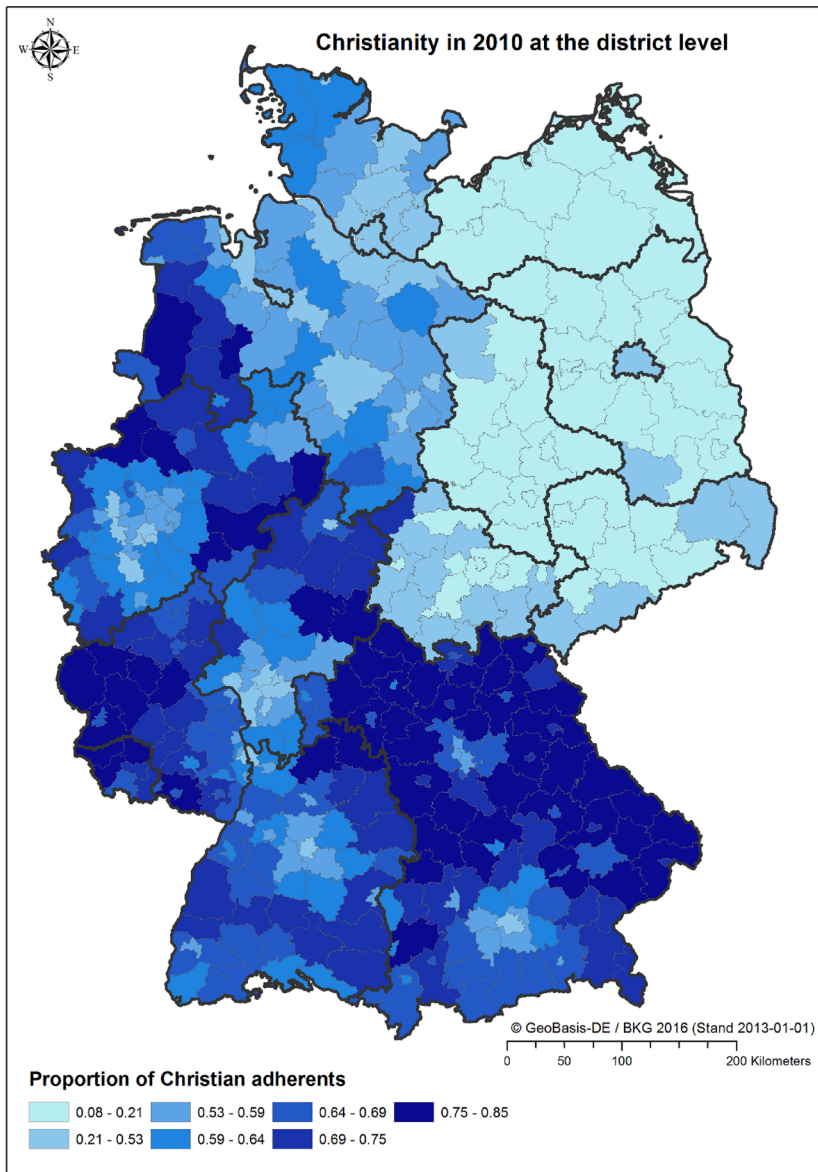 N
W E
S
Christianity in 2010 at the district level
© GeoBasis-DE / BKG 2016 (Stand 2013-01-01)
0 50 100 200 Kilometers
Proportion of Christian adherents
0.08 - 0.21 0.53 - 0.59 0.64 - 0.69 0.75 - 0.85
0.21 - 0.53 0.59 - 0.64 0.69 - 0.75